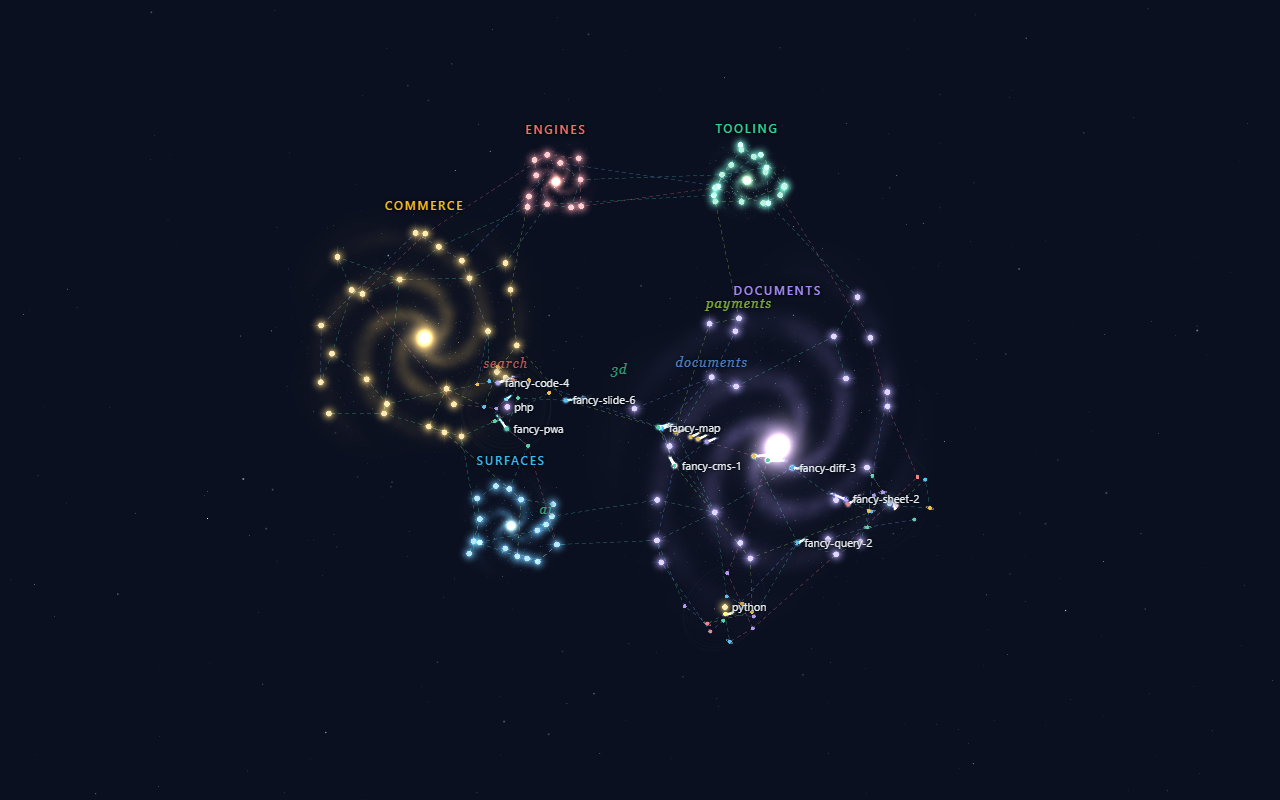 ENGINES
TOOLING
COMMERCE
DOCUMENTS
payments
search
documents
3d
fancy-code-4
fancy-slide-6
php
fancy-pwa
fancy-map
SURFACES
fancy-cms-1
fancy-diff-3
fancy-sheet-2
ai
fancy-query-2
python